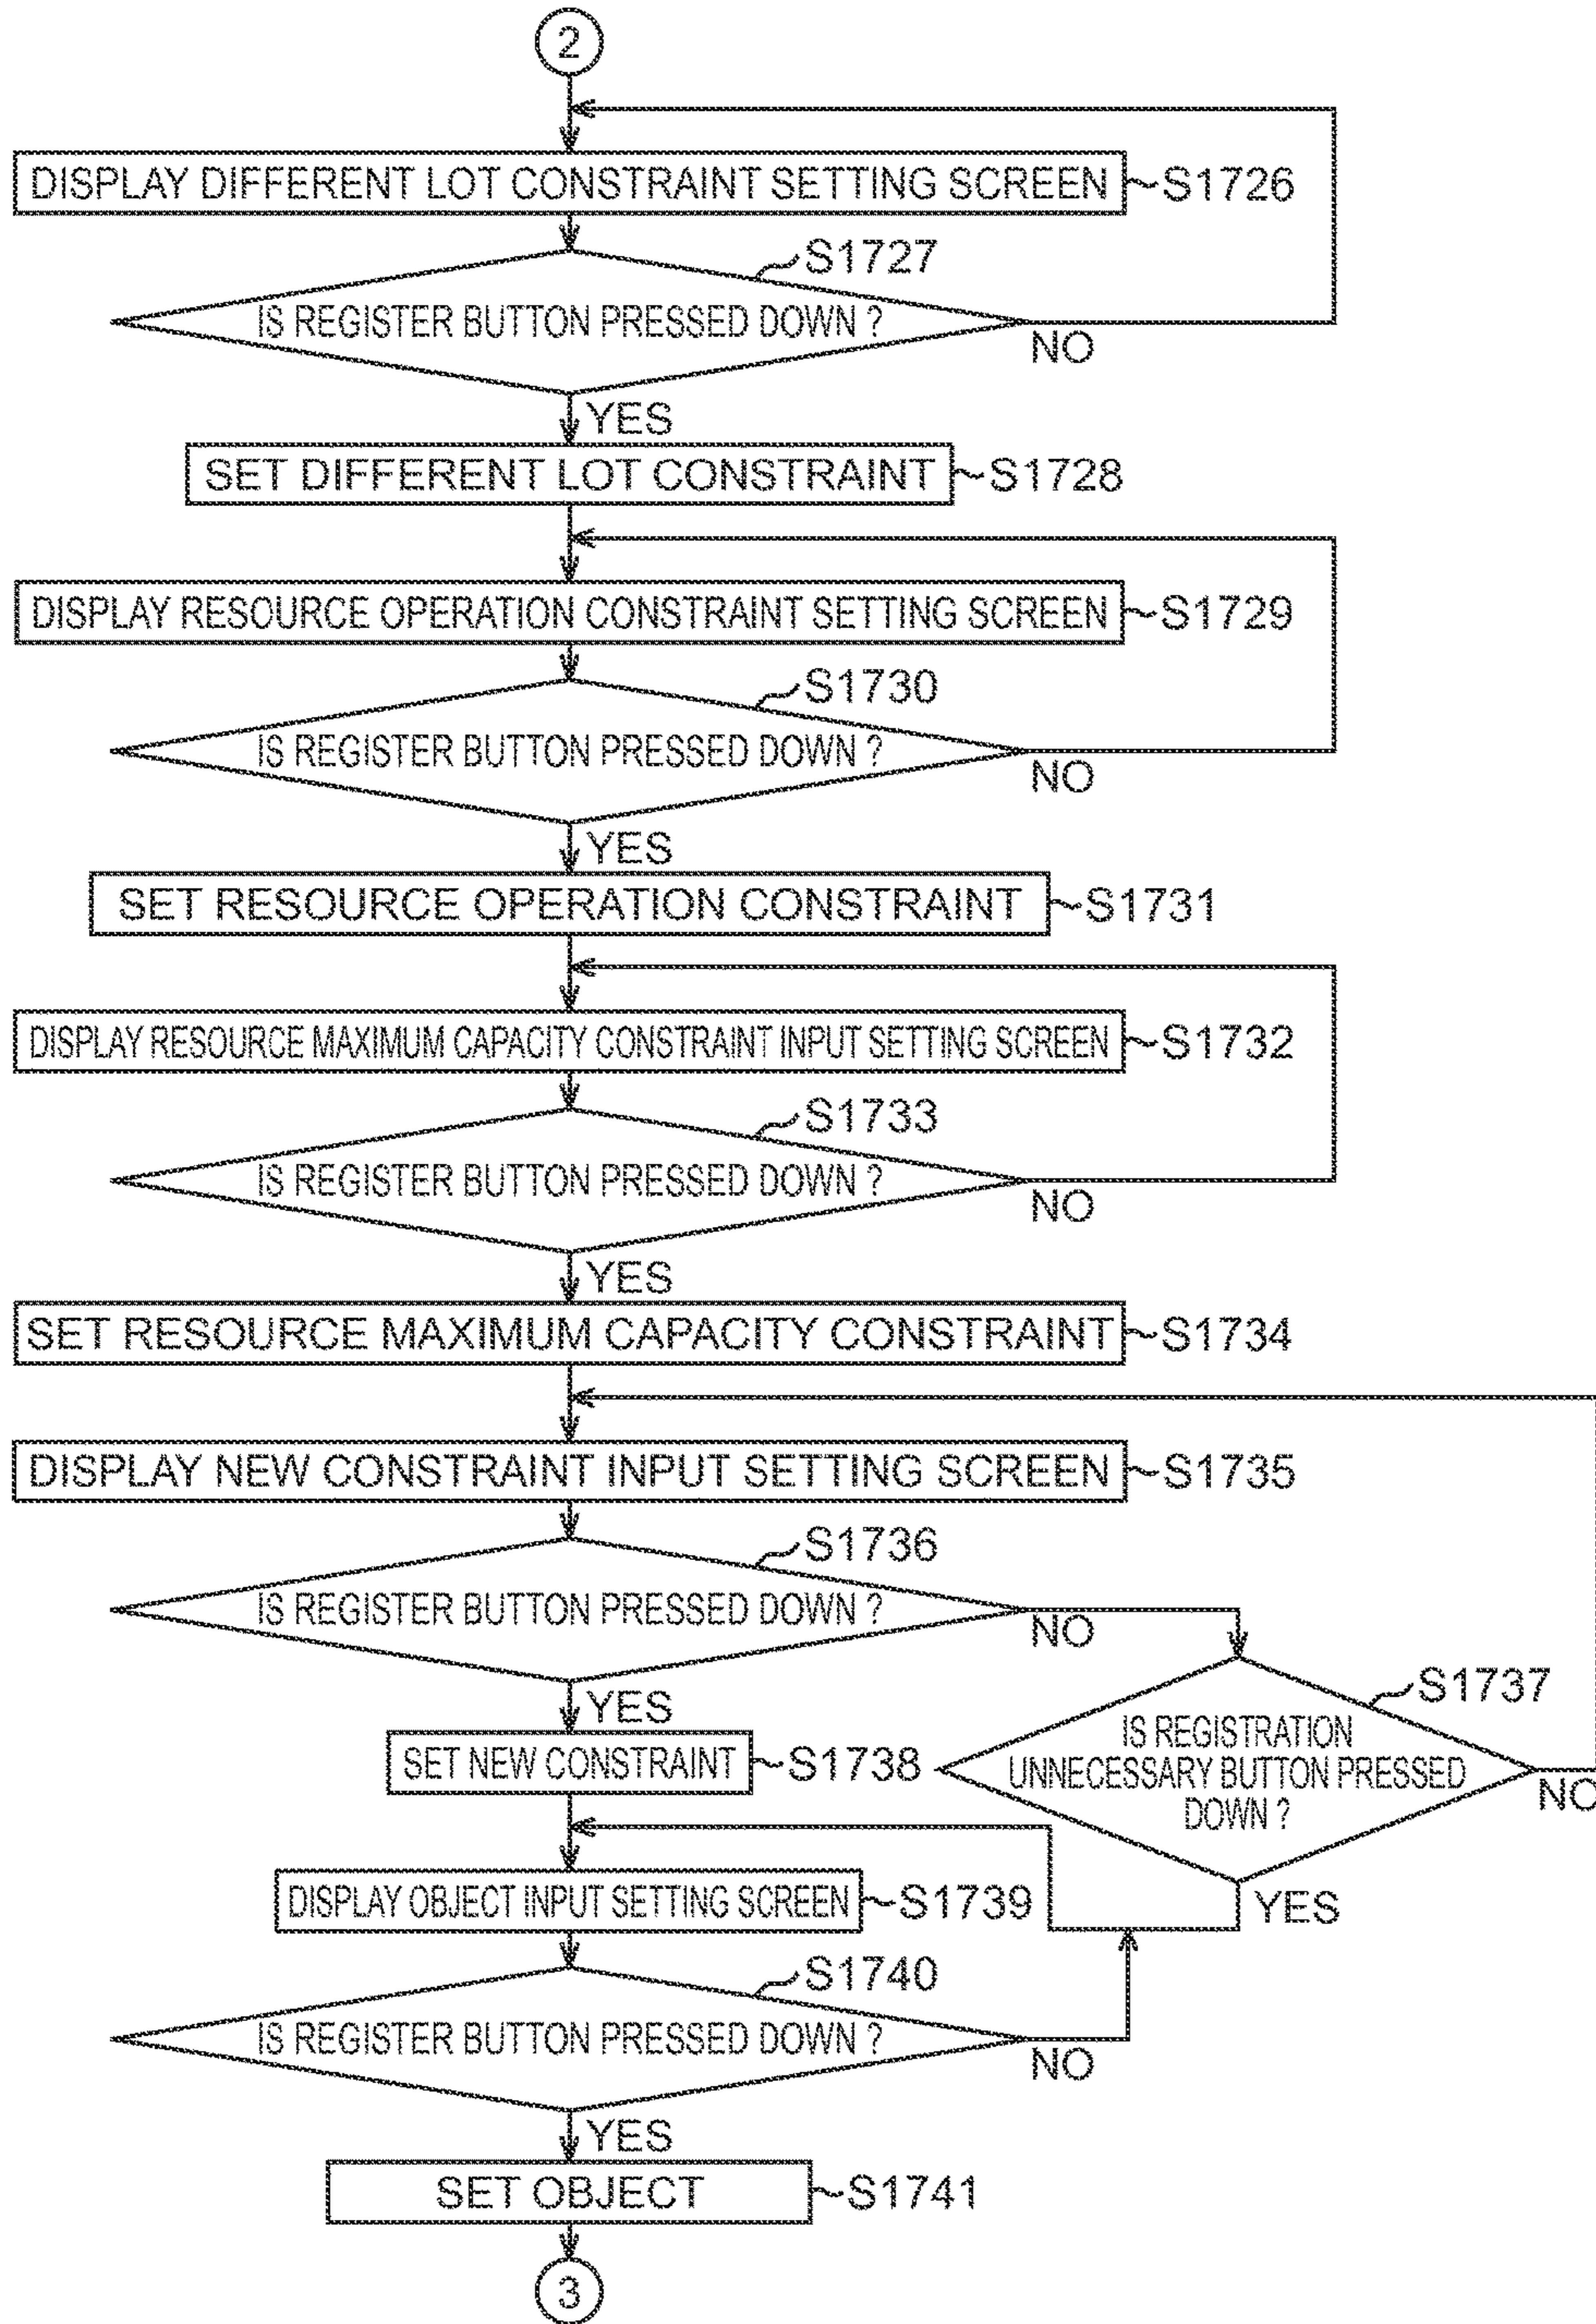 2
DISPLAY DIFFERENT LOT CONSTRAINT SETTING SCREEN
S1726
S1727
IS REGISTER BUTTON PRESSED DOWN ?
NO
YES
SET DIFFERENT LOT CONSTRAINT
S1728
DISPLAY RESOURCE OPERATION CONSTRAINT SETTING SCREEN
S1729
S1730
IS REGISTER BUTTON PRESSED DOWN ?
NO
YES
SET RESOURCE OPERATION CONSTRAINT
S1731
DISPLAY RESOURCE MAXIMUM CAPACITY CONSTRAINT INPUT SETTING SCREEN
S1732
S1733
IS REGISTER BUTTON PRESSED DOWN ?
NO
YES
SET RESOURCE MAXIMUM CAPACITY CONSTRAINT
S1734
DISPLAY NEW CONSTRAINT INPUT SETTING SCREEN
S1735
S1736
IS REGISTER BUTTON PRESSED DOWN ?
NO
YES
S1737
IS REGISTRATION
UNNECESSARY BUTTON PRESSED
DOWN ?
NO
YES
SET NEW CONSTRAINT
S1738
DISPLAY OBJECT INPUT SETTING SCREEN
S1739
S1740
IS REGISTER BUTTON PRESSED DOWN ?
NO
YES
SET OBJECT
S1741
3